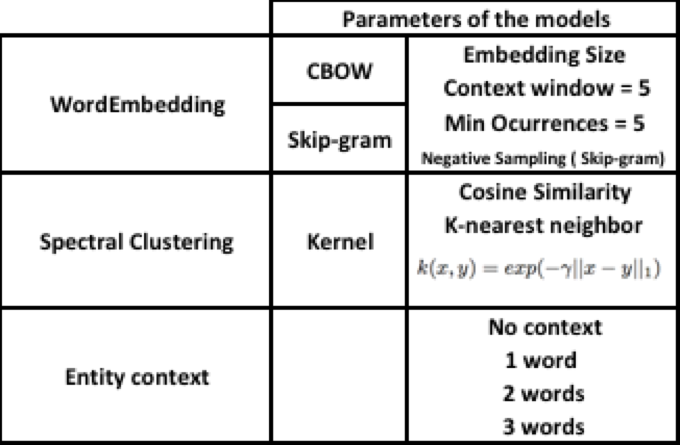 Parameters of the models
WordEmbedding
CBOW
Skip-gram
Embedding Size
Context window = 5
Min Ocurrences = 5
Negative Sampling ( Skip-gram)
Spectral Clustering
Kernel
Cosine Similarity
K-nearest neighbor
k(x, y) = exp(−γ||x − y||₁)
Entity context
No context
1 word
2 words
3 words